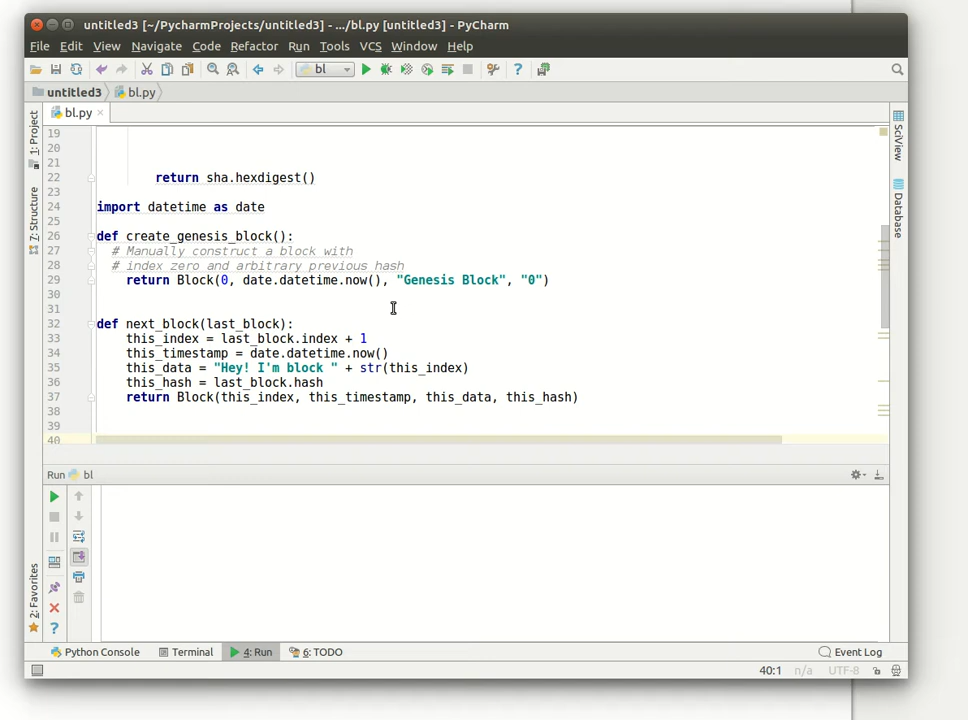 untitled3 [~/PycharmProjects/untitled3] - .../bl.py [untitled3] - PyCharm
File Edit View Navigate Code Refactor Run Tools VCS Window Help
bl
untitled3 bl.py
bl.py
1: Project
7: Structure
2: Favorites
SciView
Database
19
20
21
22 return sha.hexdigest()
23
24 import datetime as date
25
26 def create_genesis_block():
27 # Manually construct a block with
28 # index zero and arbitrary previous hash
29 return Block(0, date.datetime.now(), "Genesis Block", "0")
30
31
32 def next_block(last_block):
33 this_index = last_block.index + 1
34 this_timestamp = date.datetime.now()
35 this_data = "Hey! I'm block " + str(this_index)
36 this_hash = last_block.hash
37 return Block(this_index, this_timestamp, this_data, this_hash)
38
39
40
Run bl
Python Console Terminal 4: Run 6: TODO Event Log
40:1 n/a UTF-8